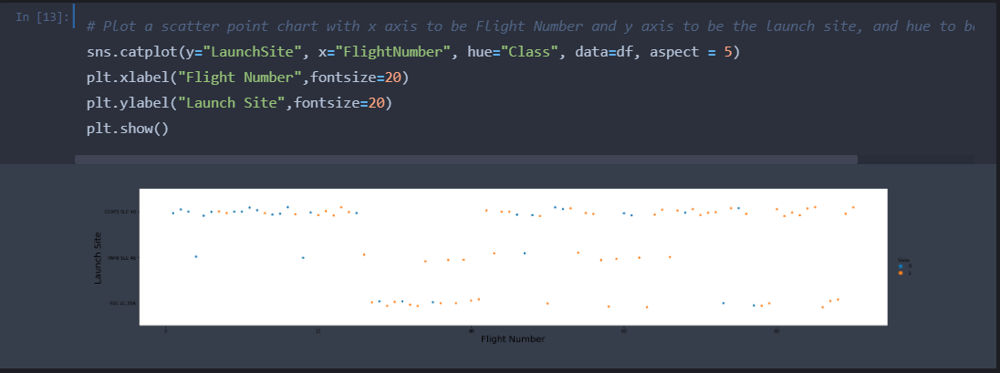 In [13]:
# Plot a scatter point chart with x axis to be Flight Number and y axis to be the launch site, and hue to be
sns.catplot(y="LaunchSite", x="FlightNumber", hue="Class", data=df, aspect = 5)
plt.xlabel("Flight Number",fontsize=20)
plt.ylabel("Launch Site",fontsize=20)
plt.show()
Launch Site
CCAFS SLC 40
VAFB SLC 4E
KSC LC 39A
Class
0
1
0
20
40
60
80
Flight Number